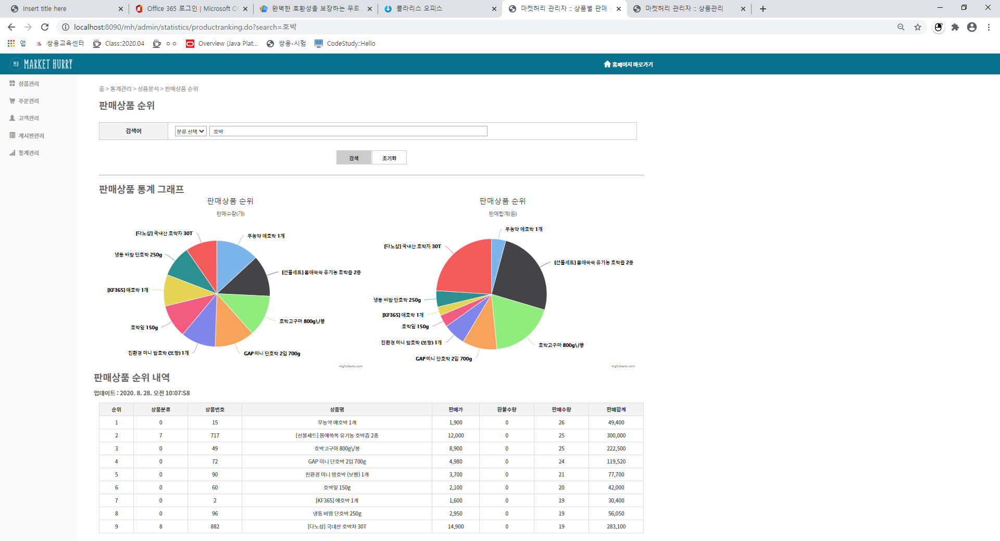 Insert title here
Office 365 로그인 | Microsoft O
완벽한 호환성을 보장하는 무료
폴라리스 오피스
마켓허리 관리자 :: 상품별 판매
마켓허리 관리자 :: 상품관리
localhost:8090/mh/admin/statistics/productranking.do?search=호박
앱
쌍용교육센터
Class::2020.04
ㅇㅇ
Overview (Java Plat...
쌍용-시험
CodeStudy::Hello
MH MARKET HURRY
홈페이지 바로가기
상품관리
주문관리
고객관리
게시판관리
통계관리
홈 > 통계관리 > 상품분석 > 판매상품 순위
판매상품 순위
검색어 분류 선택 호박
검색 초기화
판매상품 통계 그래프
판매상품 순위
판매수량(개)
[다노샵] 국내산 호박차 30T
무농약 애호박 1개
냉동 바밤 단호박 250g
[선물세트] 몸애쏙쏙 유기농 호박즙 2종
[KF365] 애호박 1개
호박고구마 800g\/봉
호박잎 150g
친환경 미니 밤호박 (보짱) 1개
GAP 미니 단호박 2입 700g
Highcharts.com
판매상품 순위
판매합계(원)
무농약 애호박 1개
[다노샵] 국내산 호박차 30T
[선물세트] 몸애쏙쏙 유기농 호박즙 2종
냉동 바밤 단호박 250g
[KF365] 애호박 1개
호박잎 150g
친환경 미니 밤호박 (보짱) 1개
호박고구마 800g\/봉
GAP 미니 단호박 2입 700g
Highcharts.com
판매상품 순위 내역
업데이트 : 2020. 8. 28. 오전 10:07:58
순위 상품분류 상품번호 상품명 판매가 환불수량 판매수량 판매합계
1 0 15 무농약 애호박 1개 1,900 0 26 49,400
2 7 717 [선물세트] 몸애쏙쏙 유기농 호박즙 2종 12,000 0 25 300,000
3 0 49 호박고구마 800g\/봉 8,900 0 25 222,500
4 0 72 GAP 미니 단호박 2입 700g 4,980 0 24 119,520
5 0 90 친환경 미니 밤호박 (보짱) 1개 3,700 0 21 77,700
6 0 60 호박잎 150g 2,100 0 20 42,000
7 0 2 [KF365] 애호박 1개 1,600 0 19 30,400
8 0 96 냉동 바밤 단호박 250g 2,950 0 19 56,050
9 8 882 [다노샵] 국내산 호박차 30T 14,900 0 19 283,100